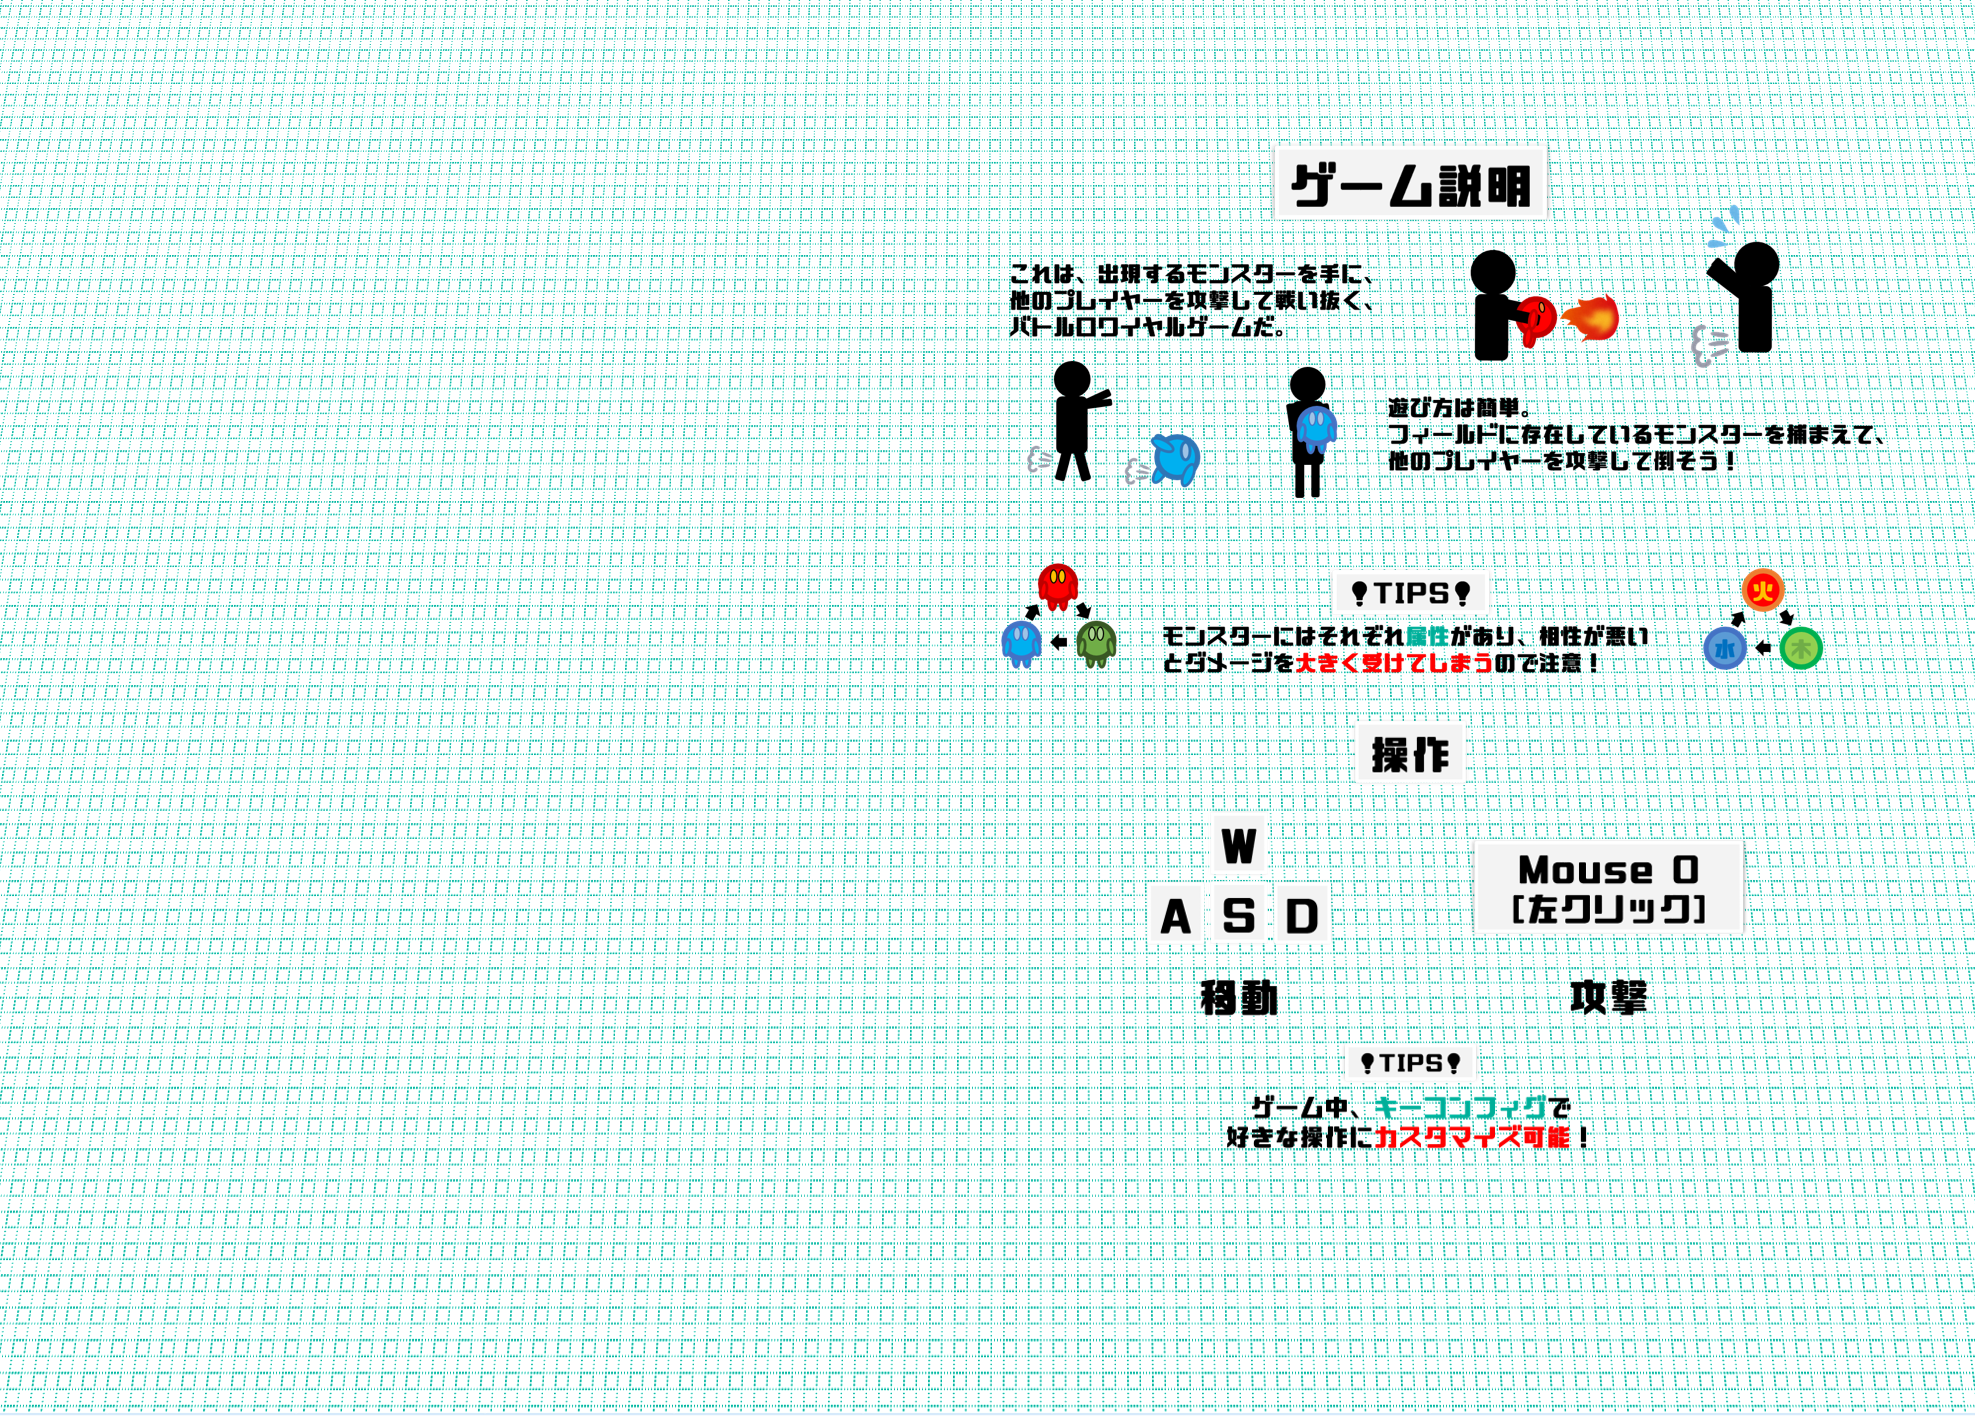 ゲーム説明
これは、出現するモンスターを手に、
他のプレイヤーを攻撃して戦い抜く、
バトルロワイヤルゲームだ。
遊び方は簡単。
フィールドに存在しているモンスターを捕まえて、
他のプレイヤーを攻撃して倒そう！
TIPS
モンスターにはそれぞれ属性があり、相性が悪い
とダメージを大きく受けてしまうので注意！
火
水
木
操作
W
A S D
移動
Mouse 0
[左クリック]
攻撃
TIPS
ゲーム中、キーコンフィグで
好きな操作にカスタマイズ可能！